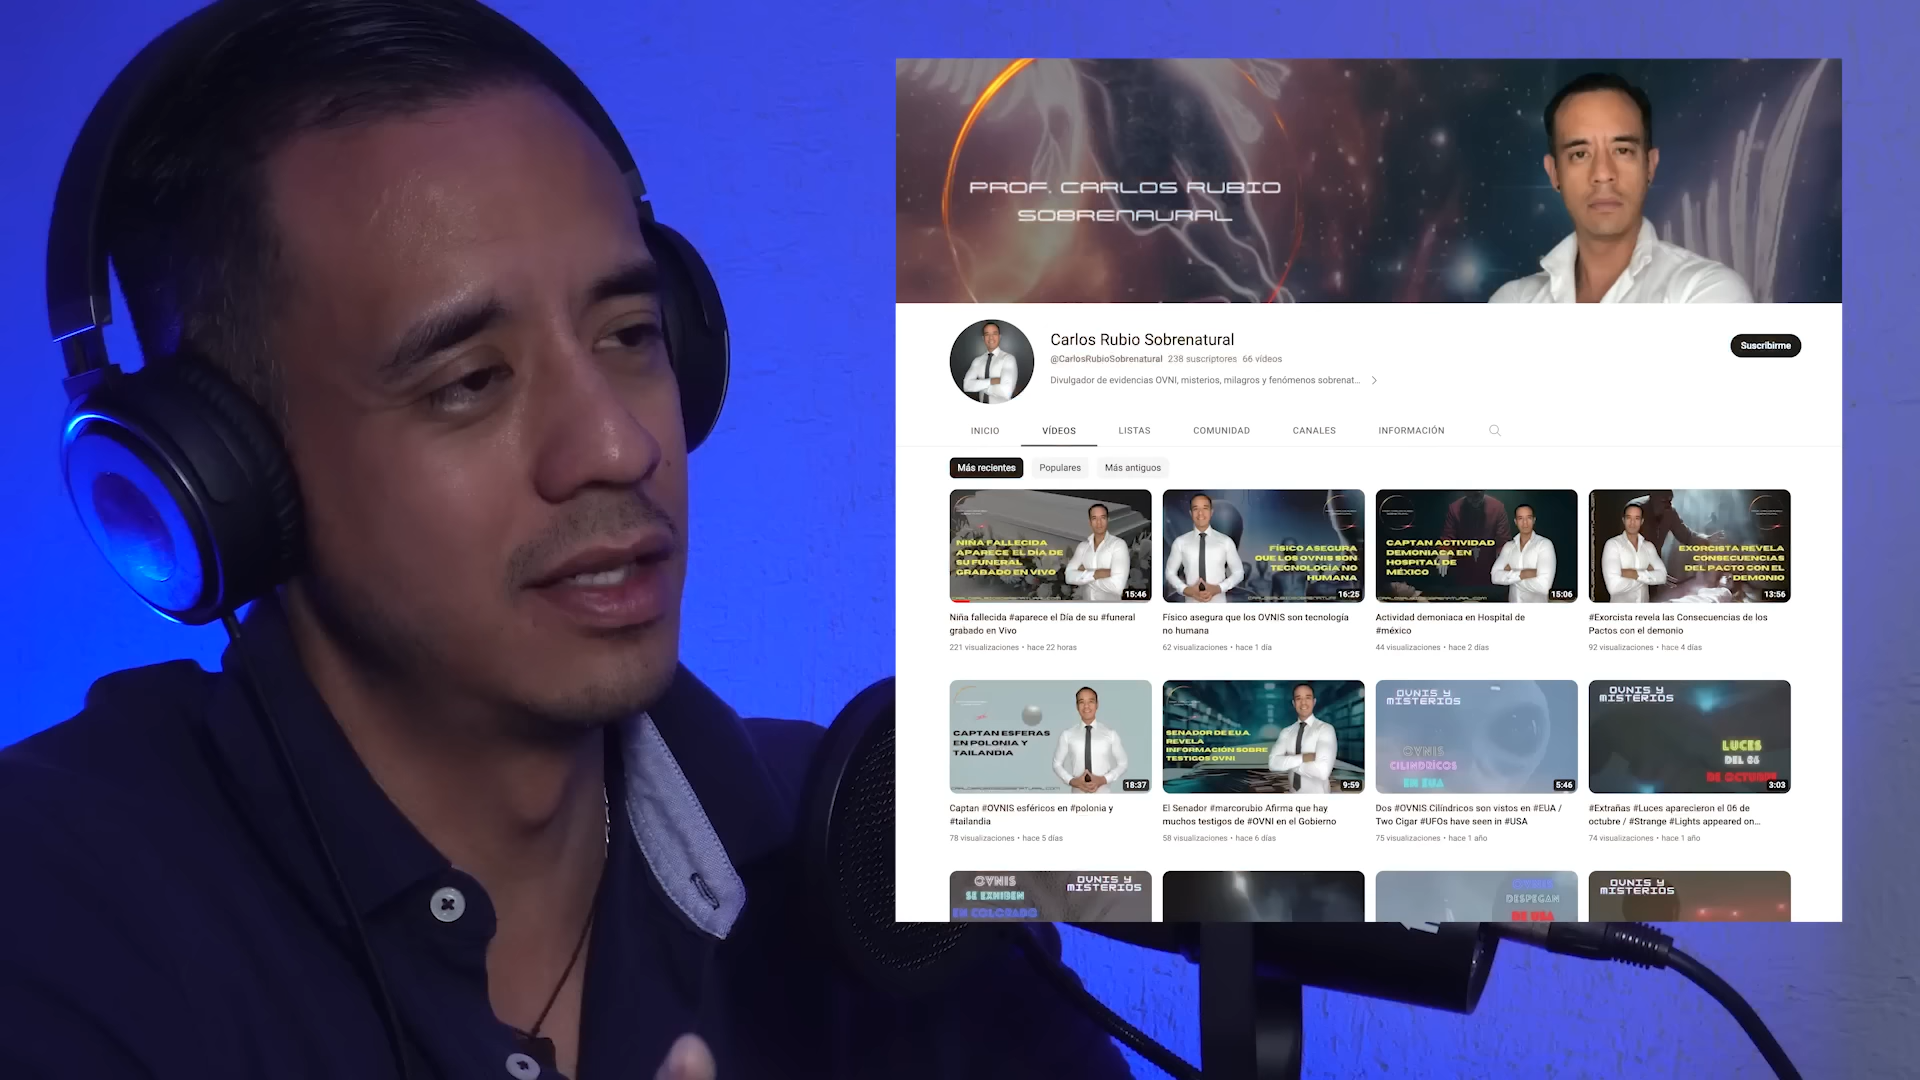 PROF. CARLOS RUBIO
SOBRENAURAL
Carlos Rubio Sobrenatural
@CarlosRubioSobrenatural 238 suscriptores 66 vídeos
Divulgador de evidencias OVNI, misterios, milagros y fenómenos sobrenat...
Suscribirme
INICIO
VÍDEOS
LISTAS
COMUNIDAD
CANALES
INFORMACIÓN
Más recientes
Populares
Más antiguos
NIÑA FALLECIDA
APARECE EL DÍA DE
SU FUNERAL
GRABADO EN VIVO
15:46
FÍSICO ASEGURA
QUE LOS OVNIS SON
TECNOLOGÍA NO
HUMANA
16:25
CAPTAN ACTIVIDAD
DEMONIACA EN
HOSPITAL DE
MÉXICO
15:06
EXORCISTA REVELA
CONSECUENCIAS
DEL PACTO CON EL
DEMONIO
13:56
Niña fallecida #aparece el Día de su #funeral
grabado en Vivo
221 visualizaciones • hace 22 horas
Físico asegura que los OVNIS son tecnología
no humana
62 visualizaciones • hace 1 día
Actividad demoniaca en Hospital de
#méxico
44 visualizaciones • hace 2 días
#Exorcista revela las Consecuencias de los
Pactos con el demonio
92 visualizaciones • hace 4 días
CAPTAN ESFERAS
EN POLONIA Y
TAILANDIA
18:37
SENADOR DE E.U.A
REVELA
INFORMACIÓN SOBRE
TESTIGOS OVNI
9:59
OVNIS Y
MISTERIOS
OVNIS
CILINDRICOS
EN EUA
5:46
OVNIS Y
MISTERIOS
LUCES
DEL 06
DE OCTUBRE
3:03
Captan #OVNIS esféricos en #polonia y
#tailandia
78 visualizaciones • hace 5 días
El Senador #marcorubio Afirma que hay
muchos testigos de #OVNI en el Gobierno
58 visualizaciones • hace 6 días
Dos #OVNIS Cilíndricos son vistos en #EUA /
Two Cigar #UFOs have seen in #USA
75 visualizaciones • hace 1 año
#Extrañas #Luces aparecieron el 06 de
octubre / #Strange #Lights appeared on...
74 visualizaciones • hace 1 año
OVNIS
SE EXHIBEN
EN COLORADO
OVNIS Y
MISTERIOS
OVNIS
DESPEGAN
DE USA
OVNIS Y
MISTERIOS